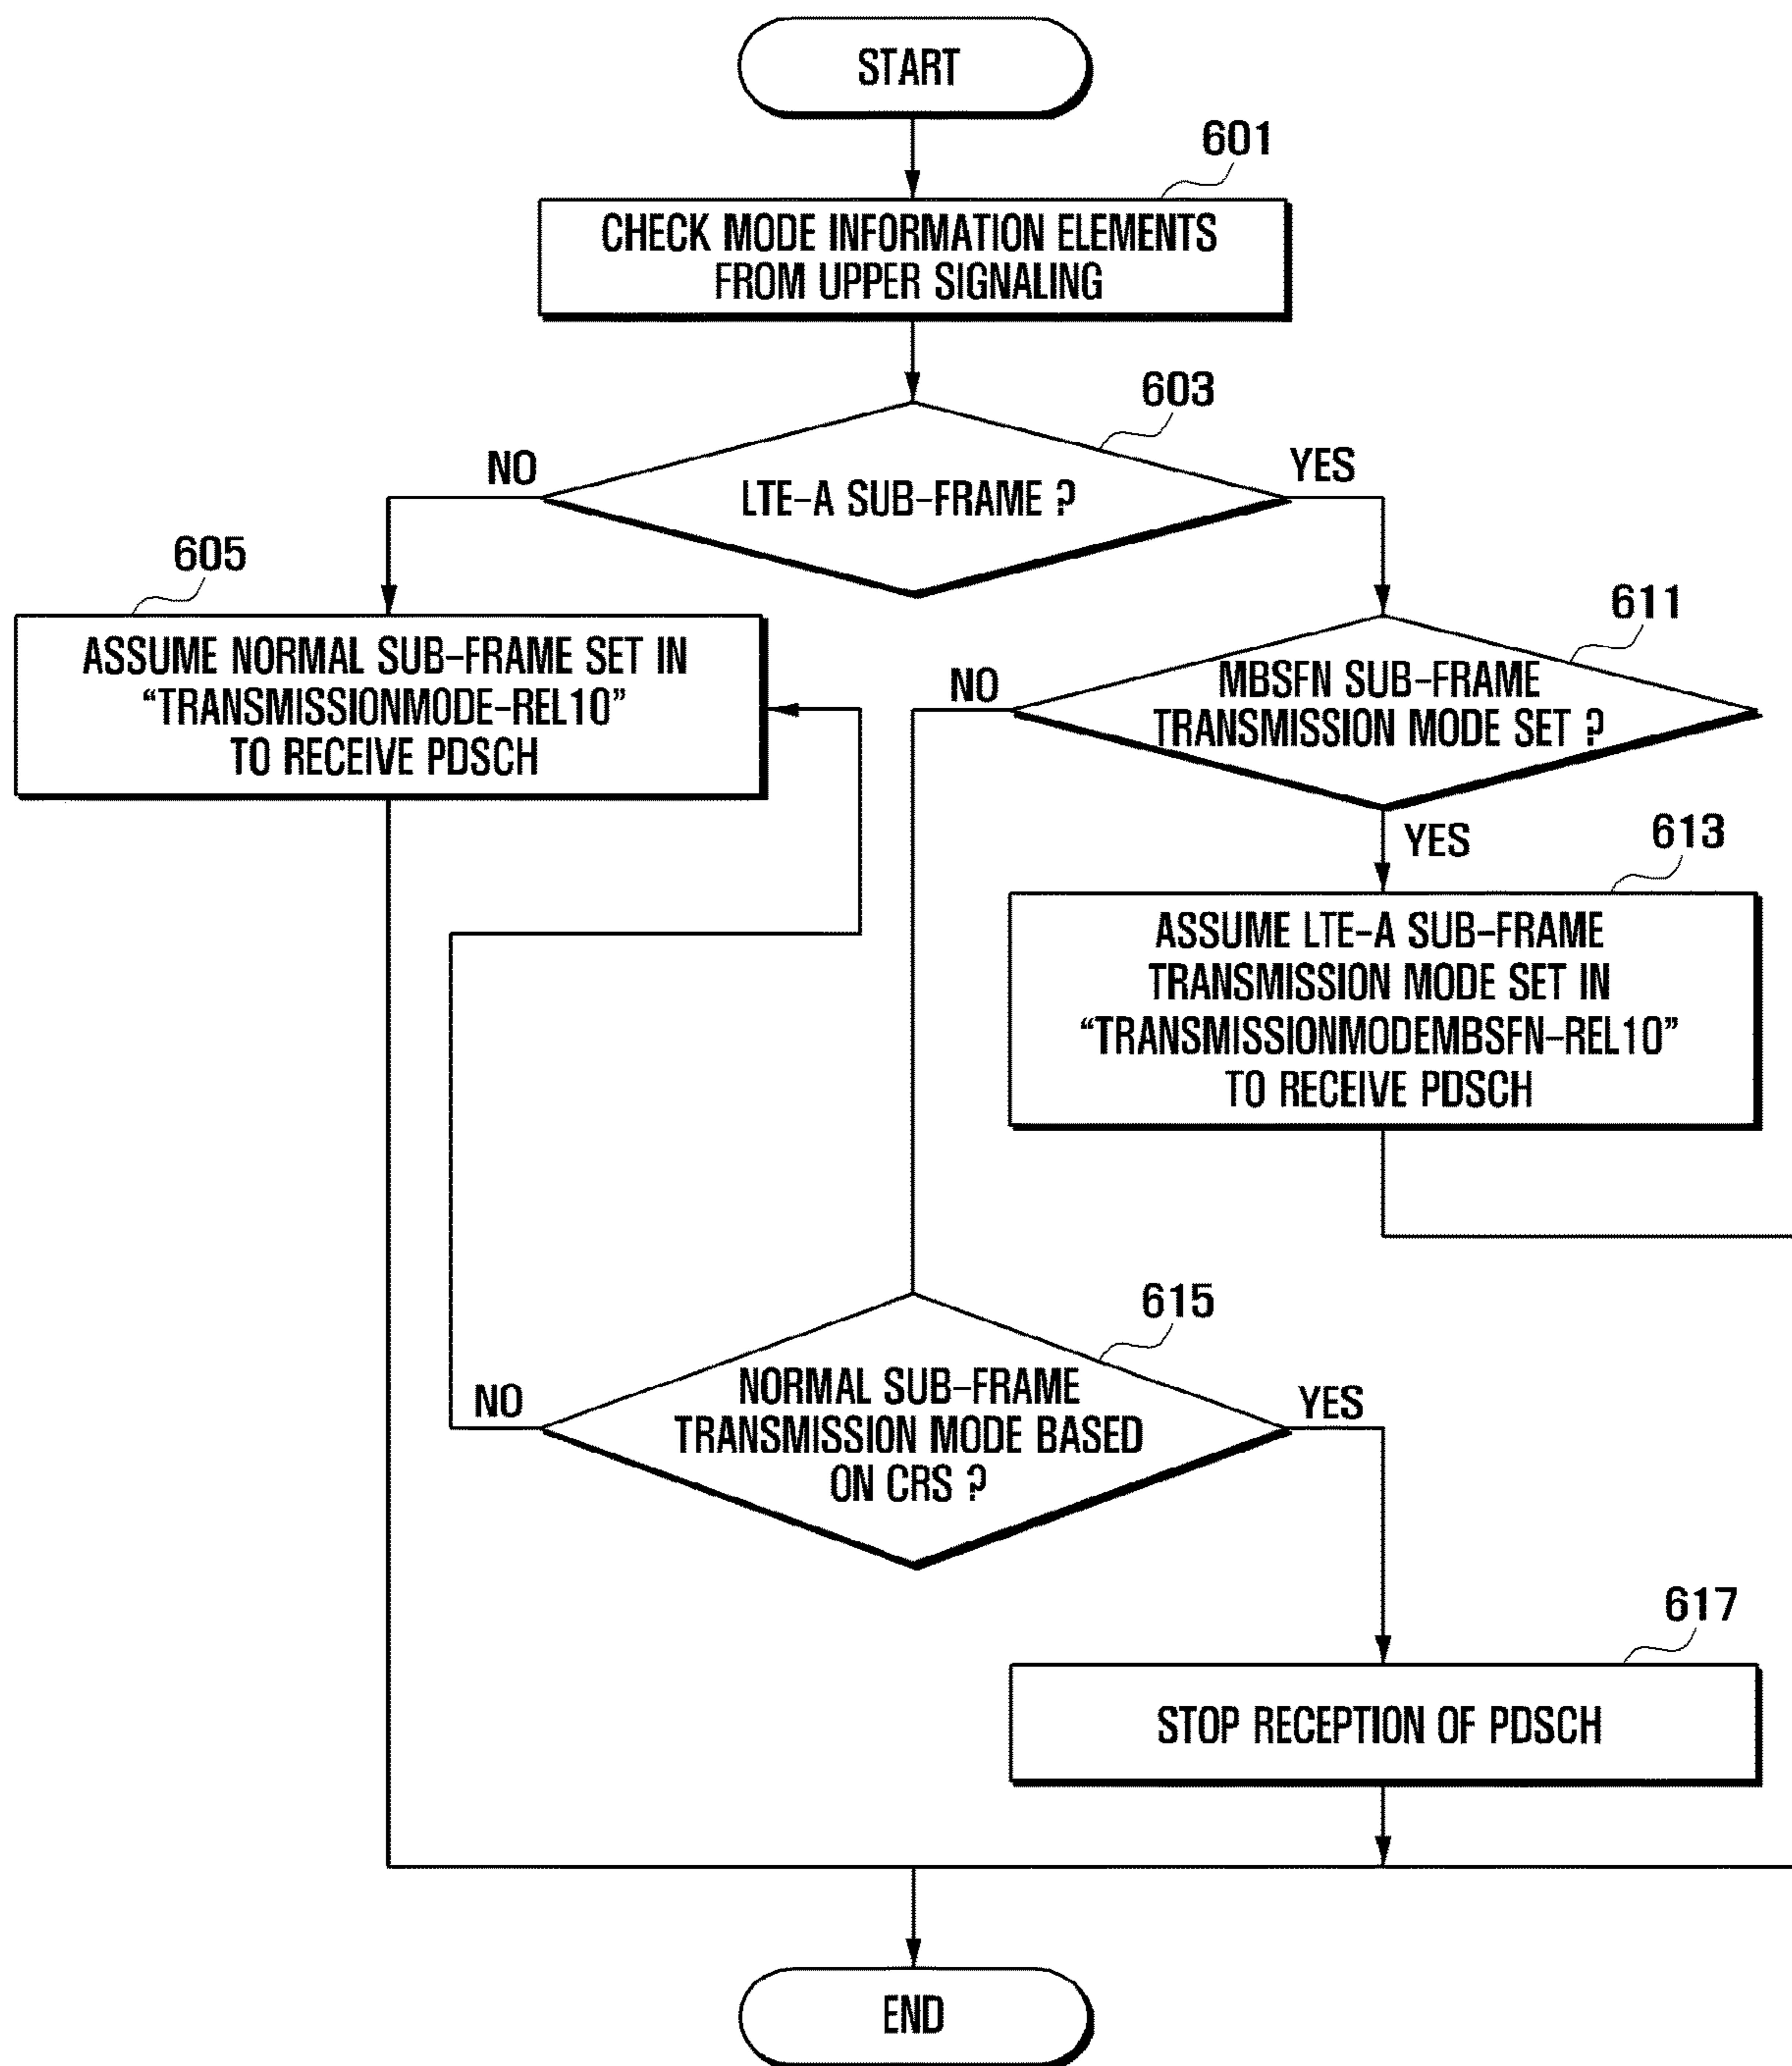 START
601
CHECK MODE INFORMATION ELEMENTS
FROM UPPER SIGNALING
603
NO
YES
LTE-A SUB-FRAME ?
605
611
ASSUME NORMAL SUB-FRAME SET IN
“TRANSMISSIONMODE-REL10”
TO RECEIVE PDSCH
NO
MBSFN SUB-FRAME
TRANSMISSION MODE SET ?
YES
613
ASSUME LTE-A SUB-FRAME
TRANSMISSION MODE SET IN
“TRANSMISSIONMODEMBSFN-REL10”
TO RECEIVE PDSCH
615
NO
NORMAL SUB-FRAME
TRANSMISSION MODE BASED
ON CRS ?
YES
617
STOP RECEPTION OF PDSCH
END